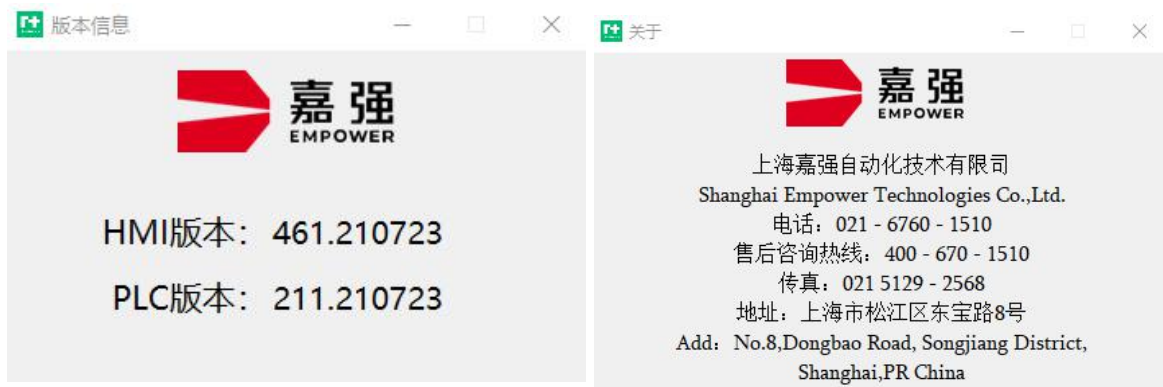 版本信息
嘉强
EMPOWER
HMI版本：461.210723
PLC版本：211.210723
关于
嘉强
EMPOWER
上海嘉强自动化技术有限司
Shanghai Empower Technologies Co.,Ltd.
电话：021 - 6760 - 1510
售后咨询热线：400 - 670 - 1510
传真：021 5129 - 2568
地址：上海市松江区东宝路8号
Add：No.8,Dongbao Road, Songjiang District,
Shanghai,PR China